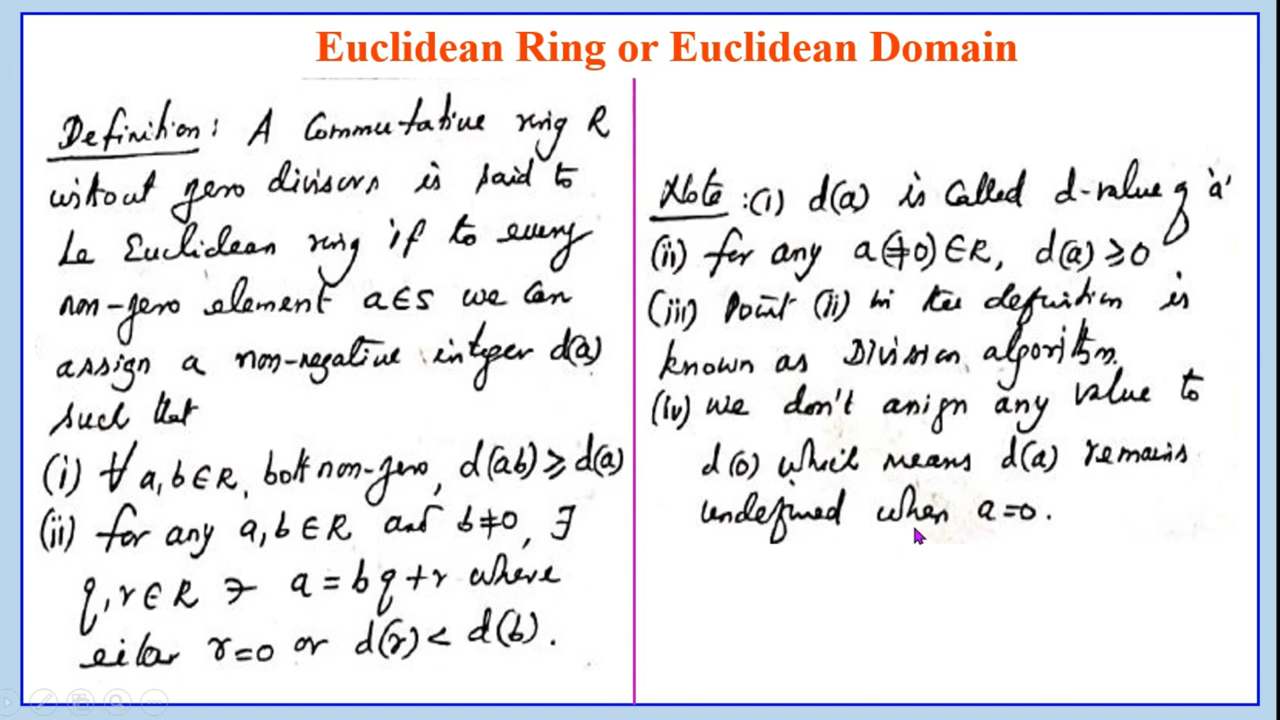 Euclidean Ring or Euclidean Domain
Definition: A Commutative ring R
without zero divisors is said to
be Euclidean ring if to every
non-zero element a∈S we can
assign a non-negative integer d(a)
such that
(i) ∀ a,b∈R, both non-zero, d(ab)≥d(a)
(ii) for any a,b∈R and b≠0, ∃
q,r∈R ∋ a=bq+r where
either r=0 or d(r)<d(b).
Note :(i) d(a) is called d-value of 'a'
(ii) for any a(≠0)∈R, d(a)≥0
(iii) Point (ii) in the definition is
known as Division algorithm.
(iv) we don't assign any value to
d(0) which means d(a) remains
undefined when a=0.